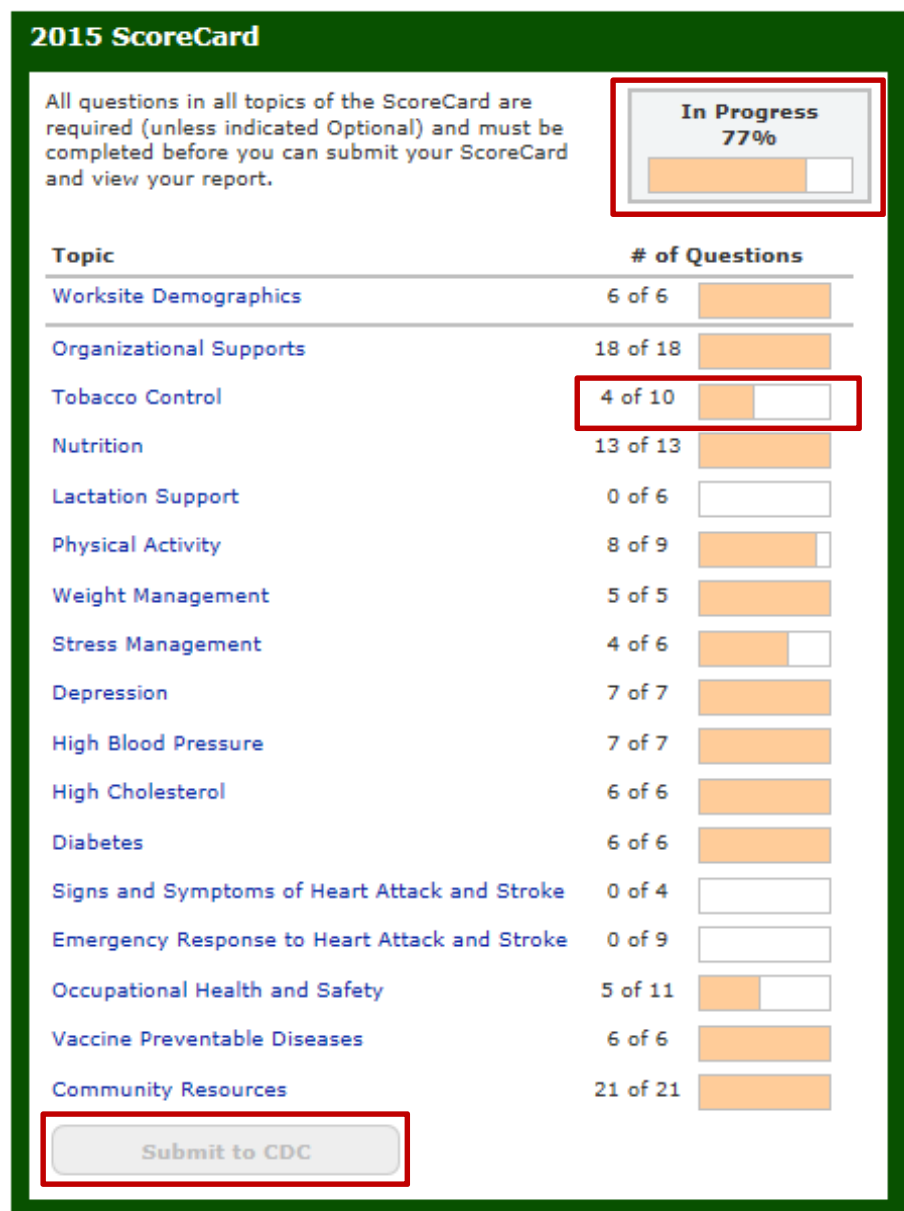 2015 ScoreCard
All questions in all topics of the ScoreCard are
required (unless indicated Optional) and must be
completed before you can submit your ScoreCard
and view your report.
In Progress
77%
Topic # of Questions
Worksite Demographics 6 of 6
Organizational Supports 18 of 18
Tobacco Control 4 of 10
Nutrition 13 of 13
Lactation Support 0 of 6
Physical Activity 8 of 9
Weight Management 5 of 5
Stress Management 4 of 6
Depression 7 of 7
High Blood Pressure 7 of 7
High Cholesterol 6 of 6
Diabetes 6 of 6
Signs and Symptoms of Heart Attack and Stroke 0 of 4
Emergency Response to Heart Attack and Stroke 0 of 9
Occupational Health and Safety 5 of 11
Vaccine Preventable Diseases 6 of 6
Community Resources 21 of 21
Submit to CDC